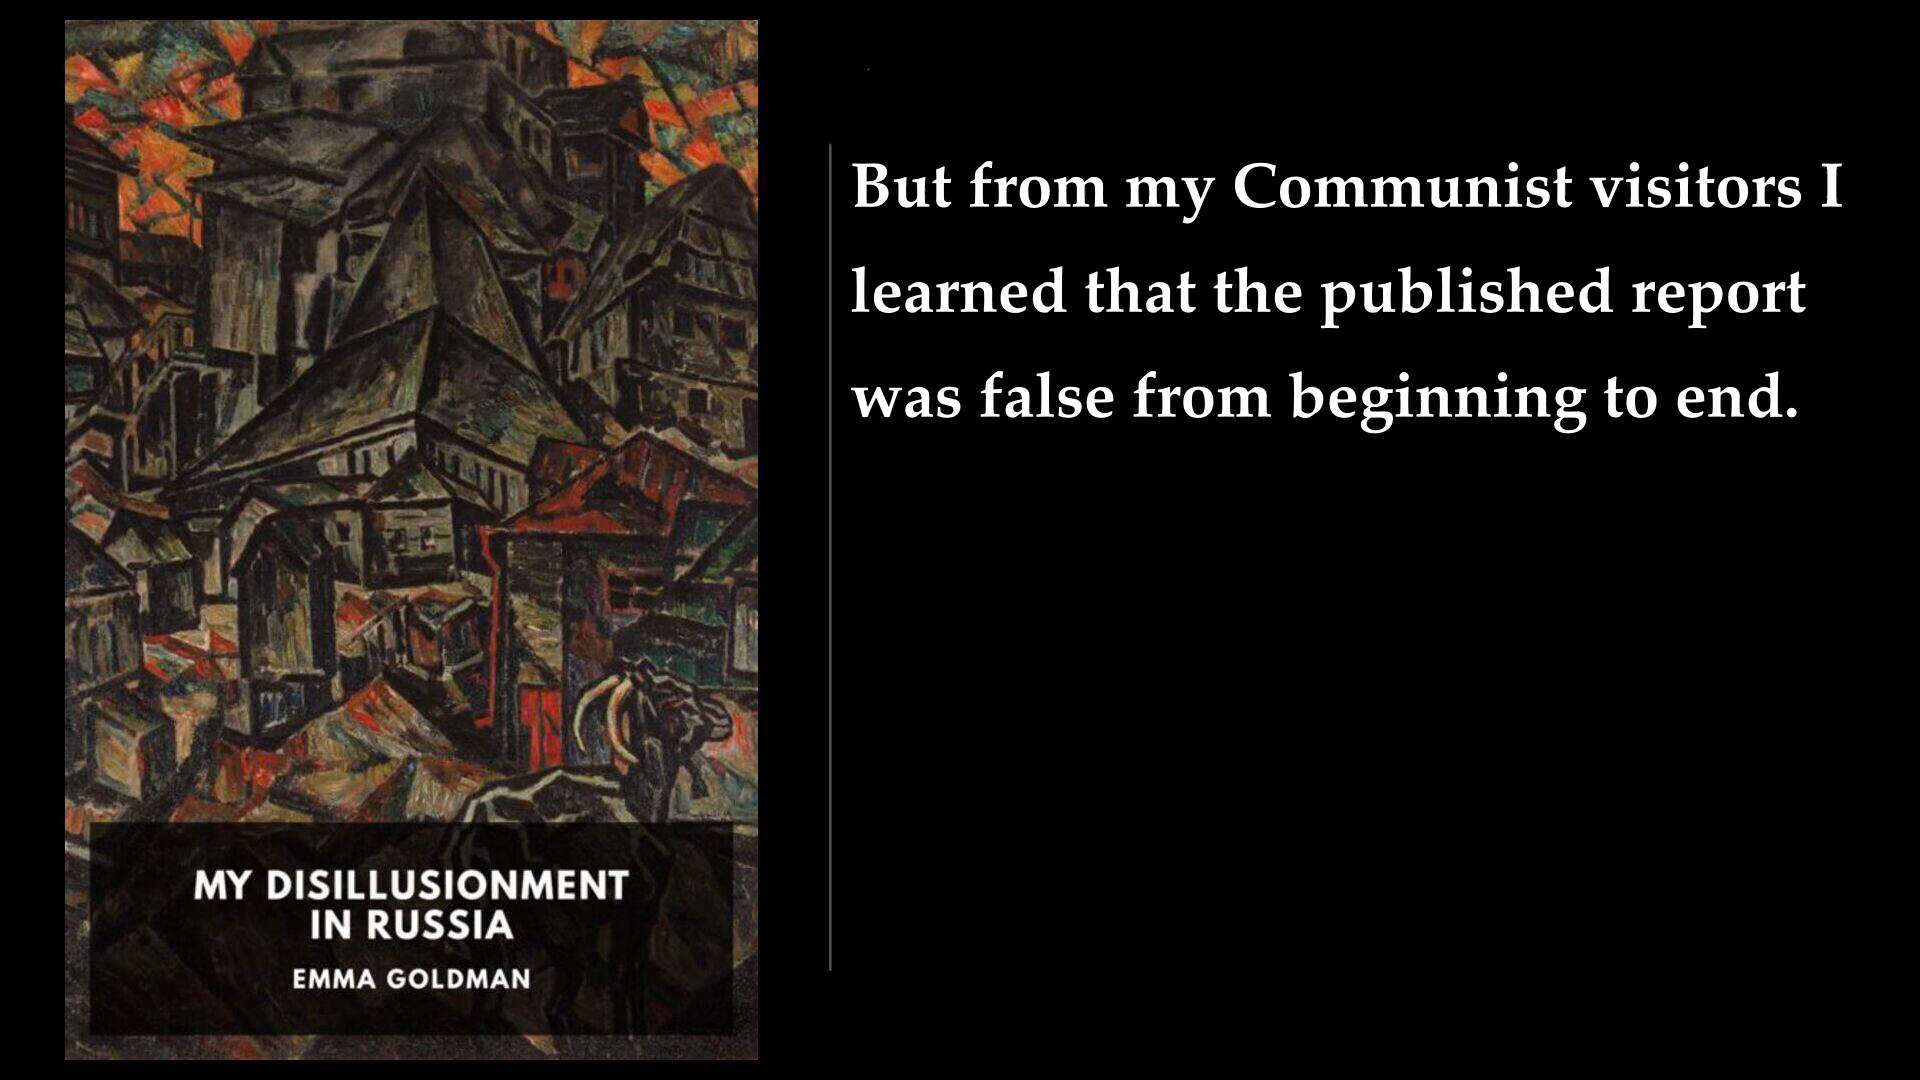 But from my Communist visitors I
learned that the published report
was false from beginning to end.
MY DISILLUSIONMENT
IN RUSSIA
EMMA GOLDMAN